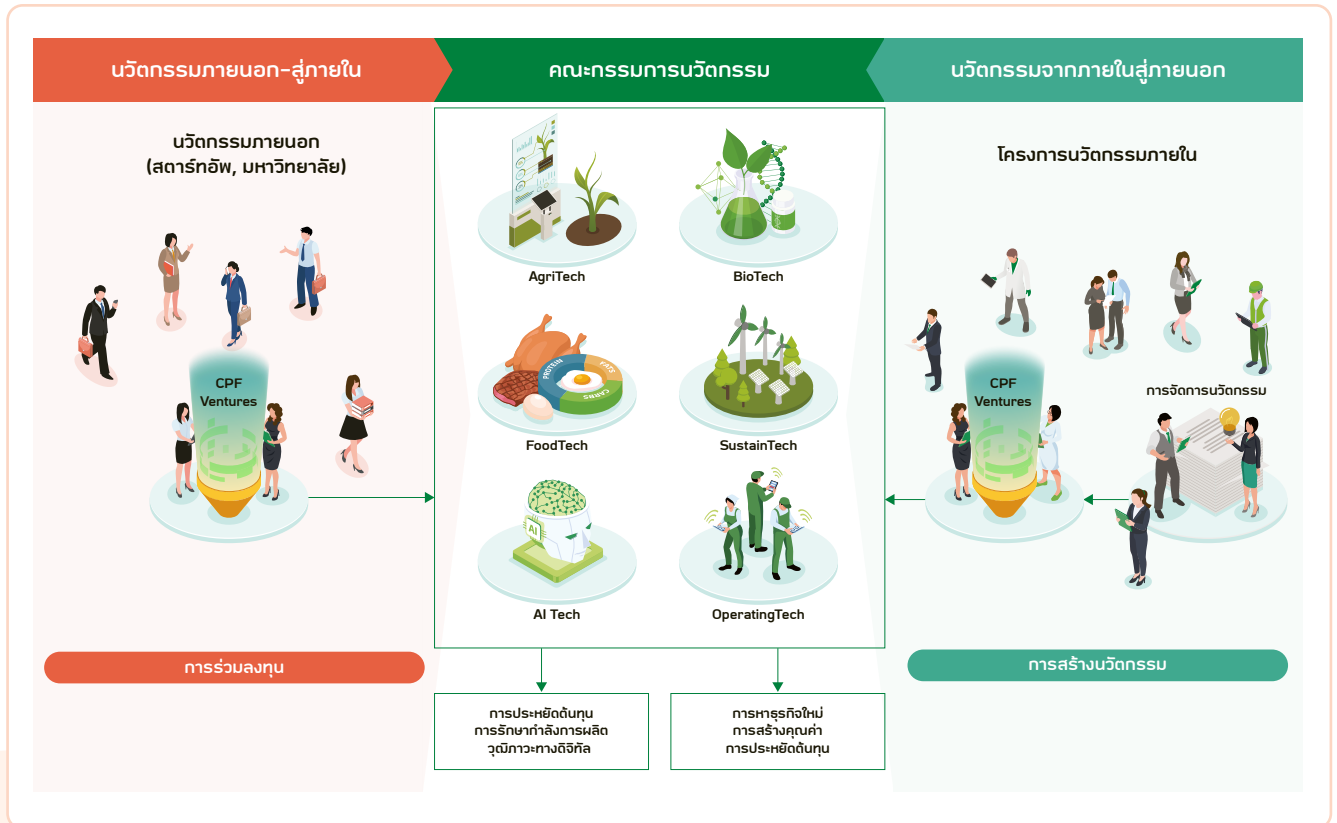 นวัตกรรมภายนอก-สู่ภายใน
คณะกรรมการนวัตกรรม
นวัตกรรมจากภายในสู่ภายนอก
นวัตกรรมภายนอก
(สตาร์ทอัพ, มหาวิทยาลัย)
CPF
Ventures
การร่วมลงทุน
AgriTech
BioTech
PROTEIN
FATS
CARBS
FoodTech
SustainTech
AI
AI Tech
OperatingTech
การประหยัดต้นทุน
การรักษากำลังการผลิต
วุฒิภาวะทางดิจิทัล
การหาธุรกิจใหม่
การสร้างคุณค่า
การประหยัดต้นทุน
โครงการนวัตกรรมภายใน
CPF
Ventures
การจัดการนวัตกรรม
การสร้างนวัตกรรม